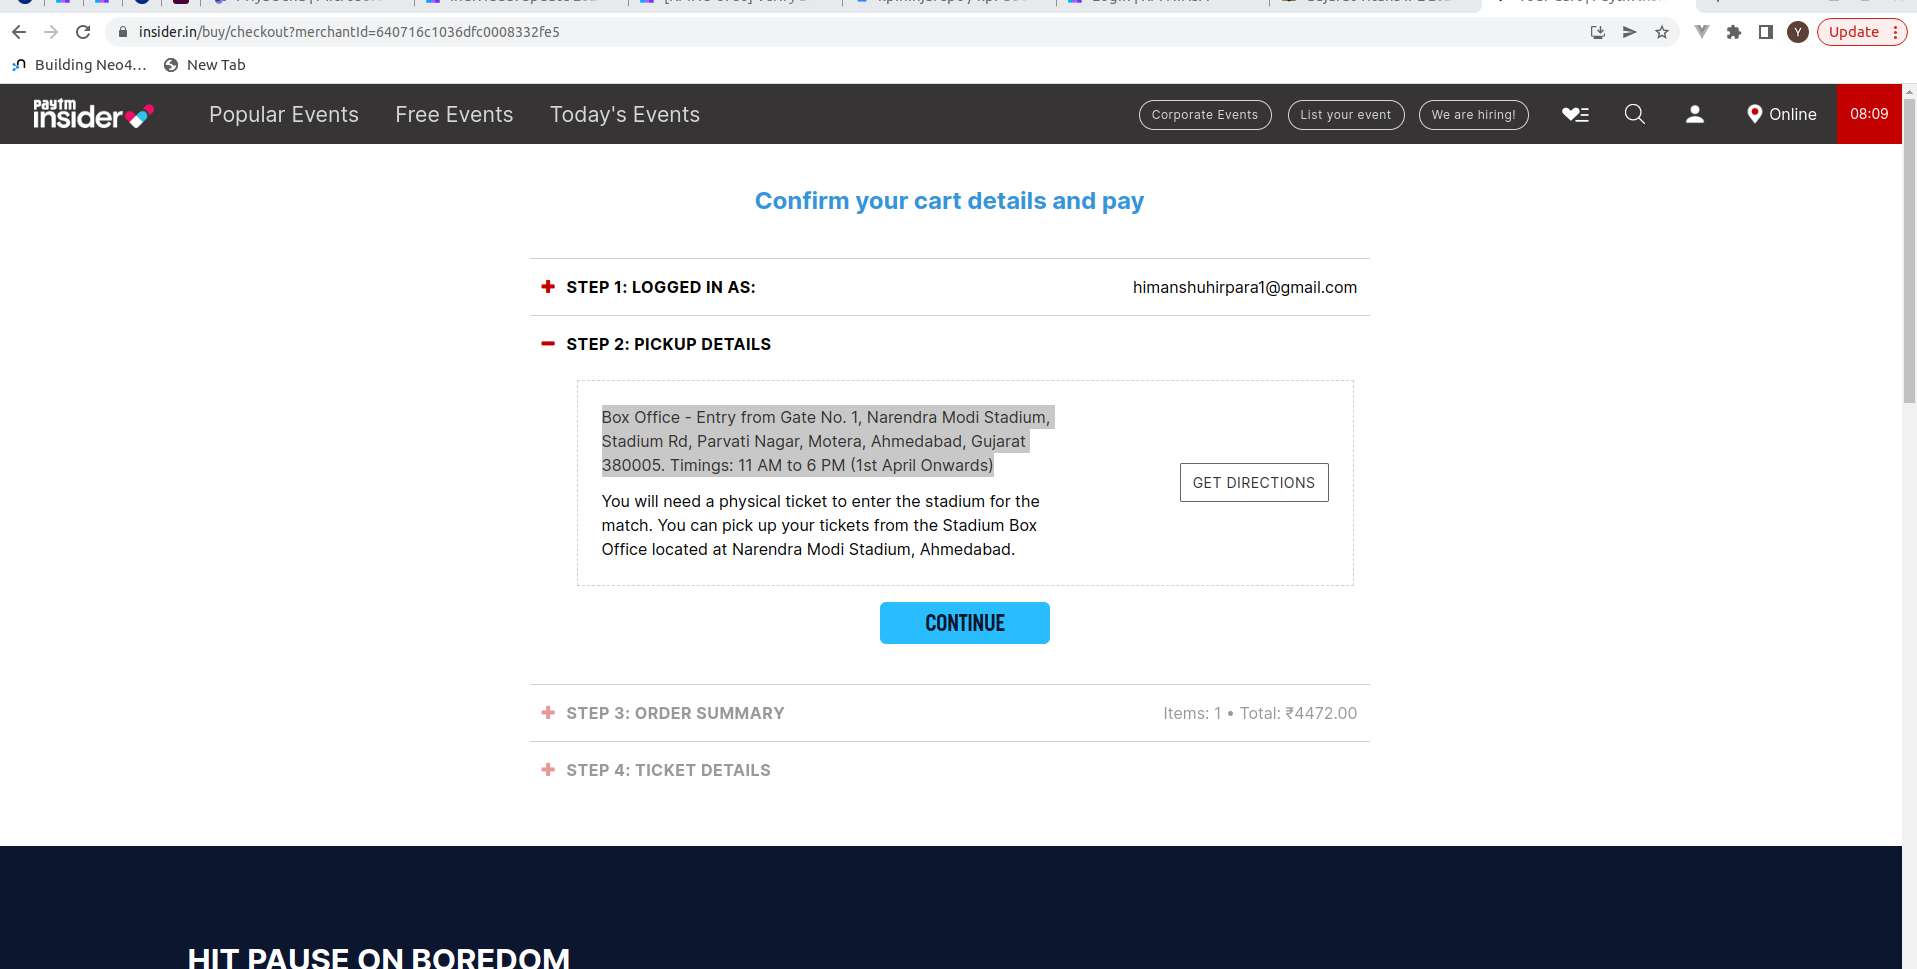 insider.in/buy/checkout?merchantId=640716c1036dfc0008332fe5
Y
Update
Building Neo4...
New Tab
paytm
insider
Popular Events
Free Events
Today's Events
Corporate Events
List your event
We are hiring!
Online
08:09
Confirm your cart details and pay
STEP 1: LOGGED IN AS:
himanshuhirpara1@gmail.com
STEP 2: PICKUP DETAILS
Box Office - Entry from Gate No. 1, Narendra Modi Stadium,
Stadium Rd, Parvati Nagar, Motera, Ahmedabad, Gujarat
380005. Timings: 11 AM to 6 PM (1st April Onwards)
You will need a physical ticket to enter the stadium for the
match. You can pick up your tickets from the Stadium Box
Office located at Narendra Modi Stadium, Ahmedabad.
GET DIRECTIONS
CONTINUE
STEP 3: ORDER SUMMARY
Items: 1 • Total: ₹4472.00
STEP 4: TICKET DETAILS
HIT PAUSE ON BOREDOM